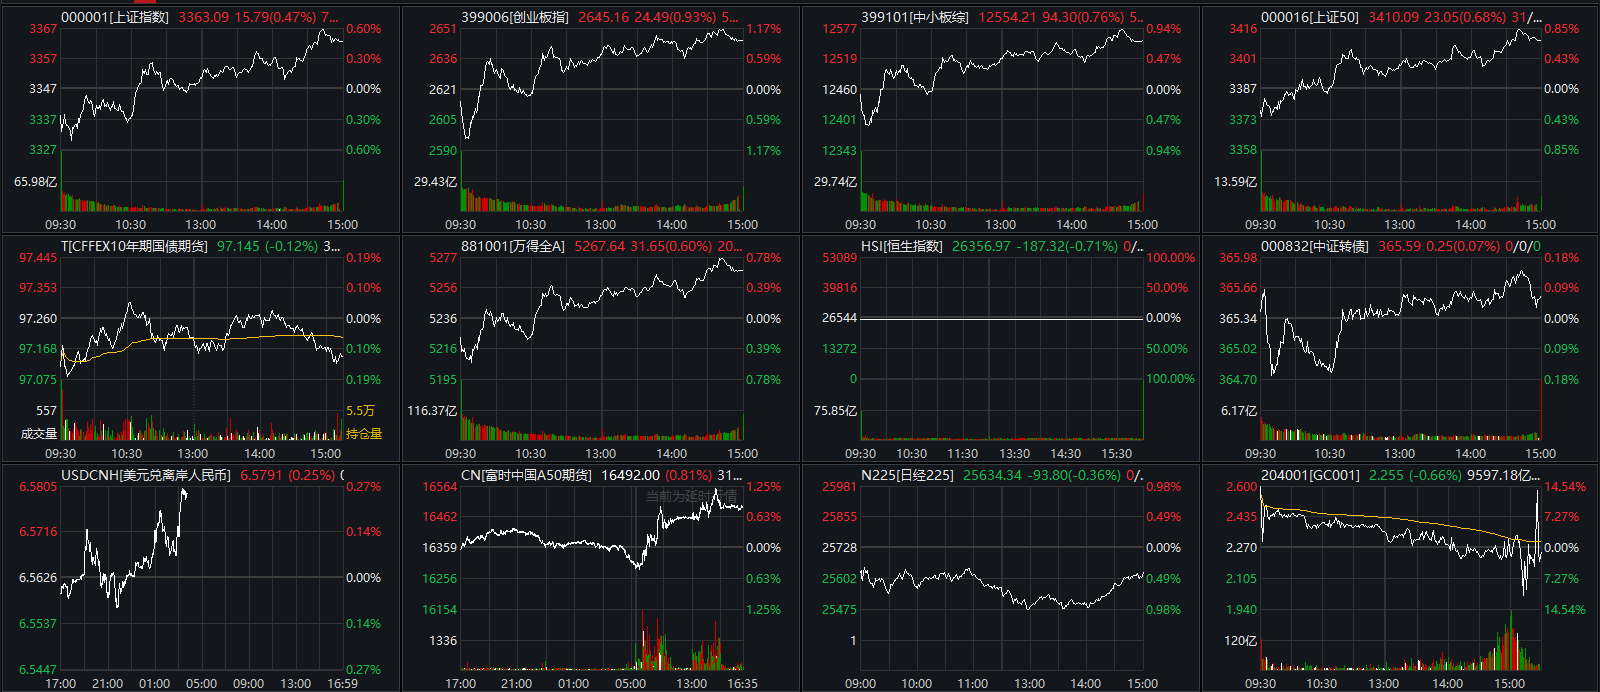 000001[上证指数] 3363.09 15.79(0.47%) 7...
3367 0.60%
3357 0.30%
3347 0.00%
3337 0.30%
3327 0.60%
65.98亿
09:30 10:30 13:00 14:00 15:00
399006[创业板指] 2645.16 24.49(0.93%) 5...
2651 1.17%
2636 0.59%
2621 0.00%
2605 0.59%
2590 1.17%
29.43亿
09:30 10:30 13:00 14:00 15:00
399101[中小板综] 12554.21 94.30(0.76%) 5..
12577 0.94%
12519 0.47%
12460 0.00%
12401 0.47%
12343 0.94%
29.74亿
09:30 10:30 13:00 14:00 15:00
000016[上证50] 3410.09 23.05(0.68%) 31/...
3416 0.85%
3401 0.43%
3387 0.00%
3373 0.43%
3358 0.85%
13.59亿
09:30 10:30 13:00 14:00 15:00
T[CFFEX10年期国债期货] 97.145 (-0.12%) 3...
97.445 0.19%
97.353 0.10%
97.260 0.00%
97.168 0.10%
97.075 0.19%
557 5.5万
成交量 持仓量
09:30 10:30 13:00 14:00 15:00
881001[万得全A] 5267.64 31.65(0.60%) 20...
5277 0.78%
5256 0.39%
5236 0.00%
5216 0.39%
5195 0.78%
116.37亿
09:30 10:30 13:00 14:00 15:00
HSI[恒生指数] 26356.97 -187.32(-0.71%) 0/..
53089 100.00%
39816 50.00%
26544 0.00%
13272 50.00%
0 100.00%
75.85亿
09:30 10:30 11:30 13:30 14:30 15:30
000832[中证转债] 365.59 0.25(0.07%) 0/0/0
365.98 0.18%
365.66 0.09%
365.34 0.00%
365.02 0.09%
364.70 0.18%
6.17亿
09:30 10:30 13:00 14:00 15:00
USDCNH[美元兑离岸人民币] 6.5791 (0.25%) 0
6.5805 0.27%
6.5716 0.14%
6.5626 0.00%
6.5537 0.14%
6.5447 0.27%
17:00 21:00 01:00 05:00 09:00 13:00 16:59
CN[富时中国A50期货] 16492.00 (0.81%) 31...
当前为延时行情
16564 1.25%
16462 0.63%
16359 0.00%
16256 0.63%
16154 1.25%
1336
17:00 21:00 01:00 05:00 13:00 16:35
N225[日经225] 25634.34 -93.80(-0.36%) 0/.
25981 0.98%
25855 0.49%
25728 0.00%
25602 0.49%
25475 0.98%
1
09:00 10:00 11:00 13:00 14:00 15:00
204001[GC001] 2.255 (-0.66%) 9597.18亿...
2.600 14.54%
2.435 7.27%
2.270 0.00%
2.105 7.27%
1.940 14.54%
120亿
09:30 10:30 13:00 14:00 15:00